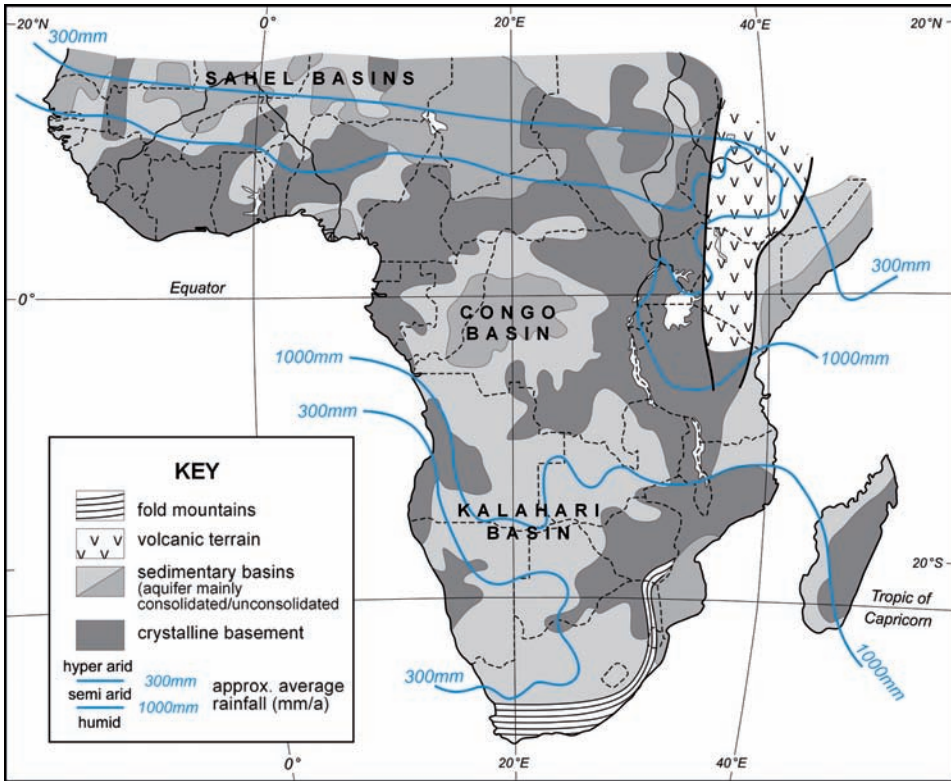 20°N
0°
20°E
40°E
20°N
300mm
SAHEL BASINS
Equator
0°
CONGO
BASIN
300mm
0°
1000mm
1000mm
300mm
KALAHARI
BASIN
20°S
Tropic of
Capricorn
300mm
1000mm
KEY
fold mountains
volcanic terrain
sedimentary basins
(aquifer mainly
consolidated/unconsolidated
crystalline basement
hyper arid
300mm
semi arid
1000mm
humid
approx. average
rainfall (mm/a)
0°
20°E
40°E